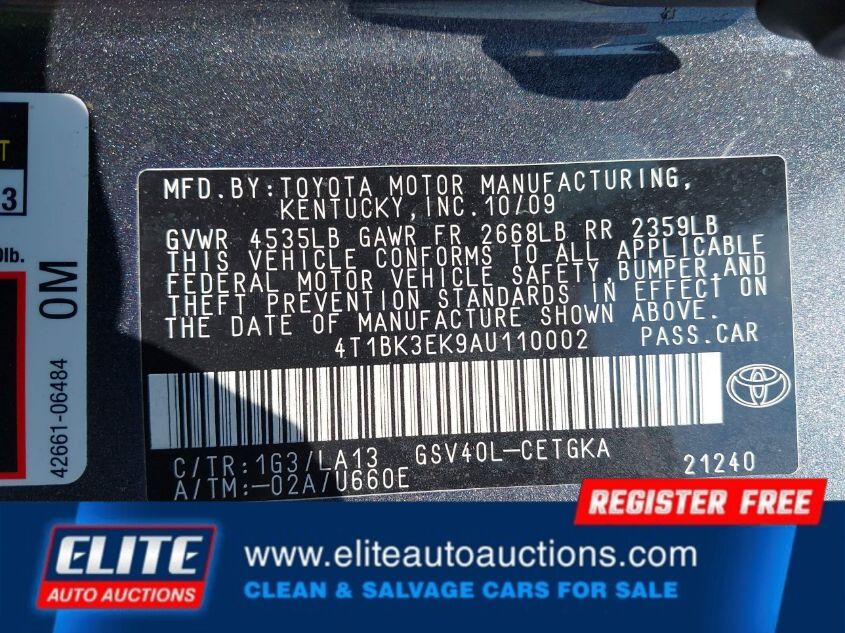 T
3
0lb.
0M
42661-06484
MFD.BY:TOYOTA MOTOR MANUFACTURING,
KENTUCKY,INC.10/09
GVWR 4535LB GAWR FR 2668LB RR 2359LB
THIS VEHICLE CONFORMS TO ALL APPLICABLE
FEDERAL MOTOR VEHICLE SAFETY,BUMPER,AND
THEFT PREVENTION STANDARDS IN EFFECT ON
THE DATE OF MANUFACTURE SHOWN ABOVE.
4T1BK3EK9AU110002 PASS.CAR
C/TR:1G3/LA13 GSV40L-CETGKA
A/TM:-02A/U660E 21240
REGISTER FREE
ELITE
AUTO AUCTIONS
www.eliteautoauctions.com
CLEAN & SALVAGE CARS FOR SALE